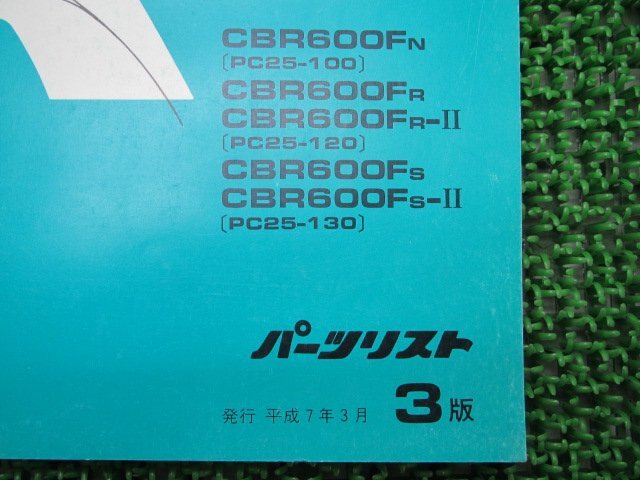 CBR600FN
〔PC25-100〕
CBR600FR
CBR600FR-II
〔PC25-120〕
CBR600FS
CBR600FS-II
〔PC25-130〕
パーツリスト
発行 平成7年3月 3版